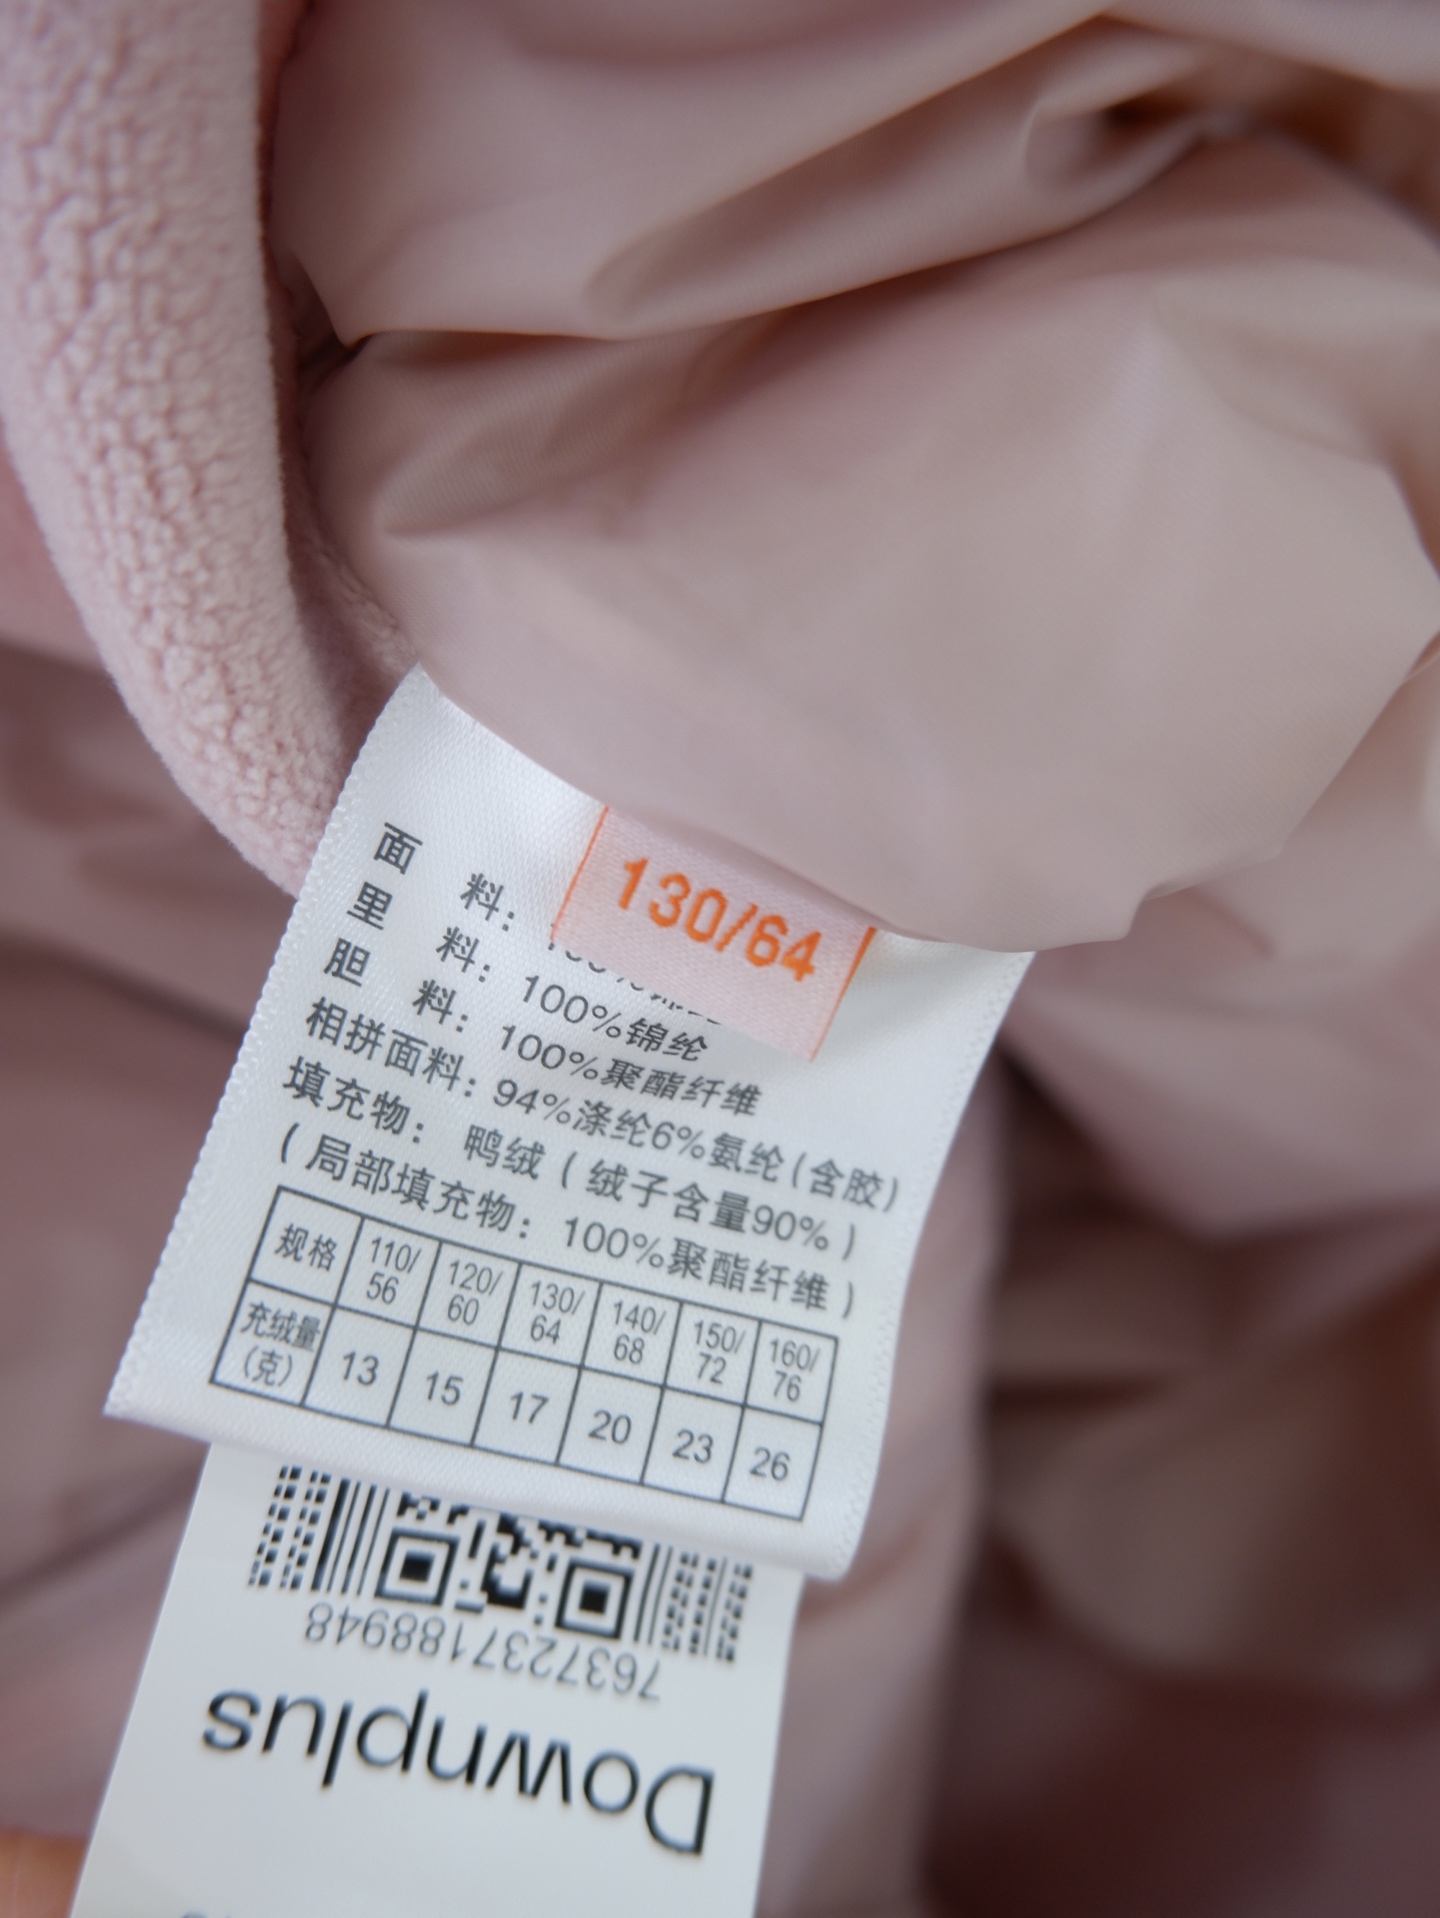 130/64
面 料:
里 料: 100%锦纶
胆 料: 100%聚酯纤维
相拼面料: 94%涤纶6%氨纶(含胶)
填充物: 鸭绒(绒子含量90%)
(局部填充物: 100%聚酯纤维)
规格 110/56 120/60 130/64 140/68 150/72 160/76
充绒量(克) 13 15 17 20 23 26
7637237188948
Downplus